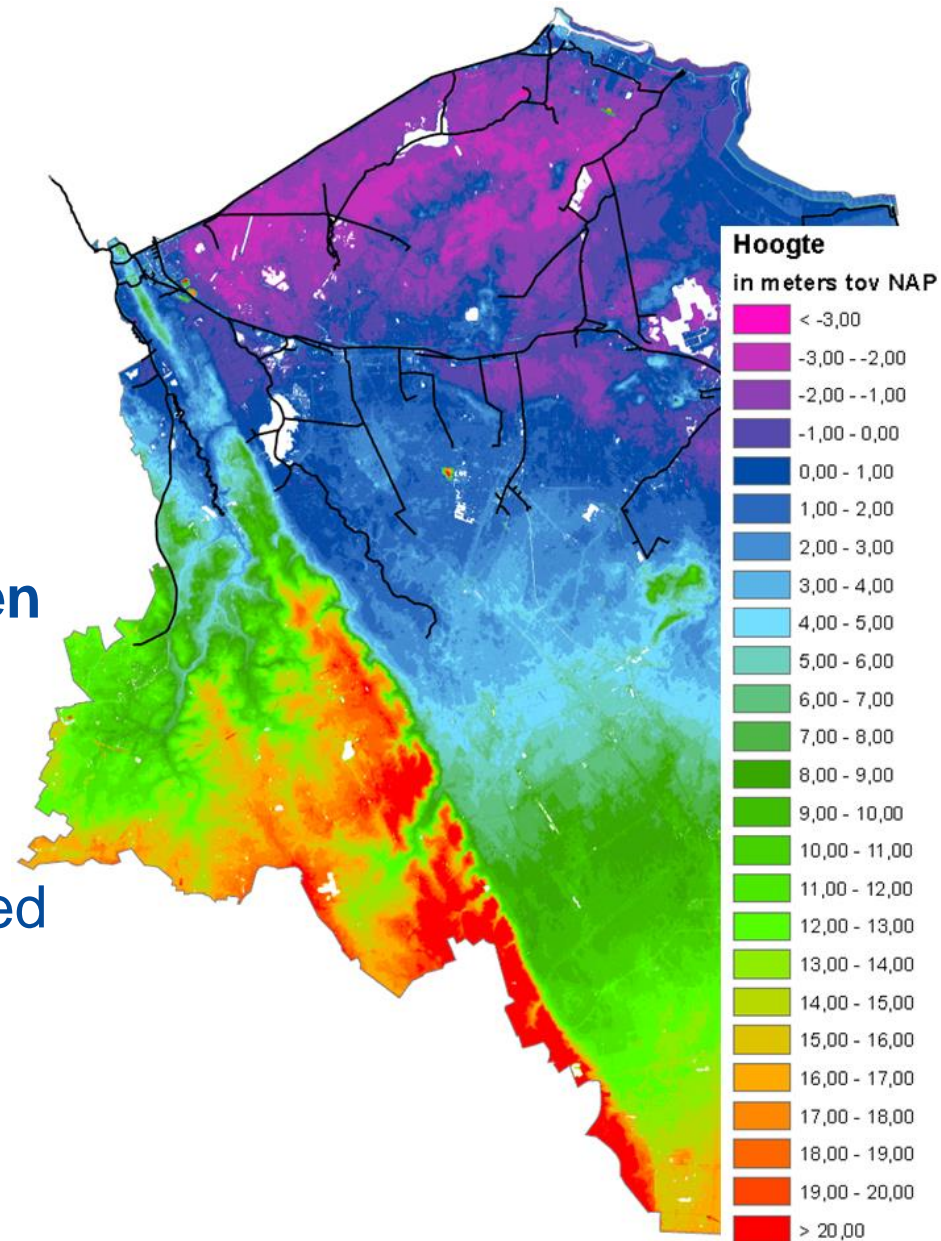 en
ed
Hoogte
in meters tov NAP
< -3,00
-3,00 - -2,00
-2,00 - -1,00
-1,00 - 0,00
0,00 - 1,00
1,00 - 2,00
2,00 - 3,00
3,00 - 4,00
4,00 - 5,00
5,00 - 6,00
6,00 - 7,00
7,00 - 8,00
8,00 - 9,00
9,00 - 10,00
10,00 - 11,00
11,00 - 12,00
12,00 - 13,00
13,00 - 14,00
14,00 - 15,00
15,00 - 16,00
16,00 - 17,00
17,00 - 18,00
18,00 - 19,00
19,00 - 20,00
> 20,00